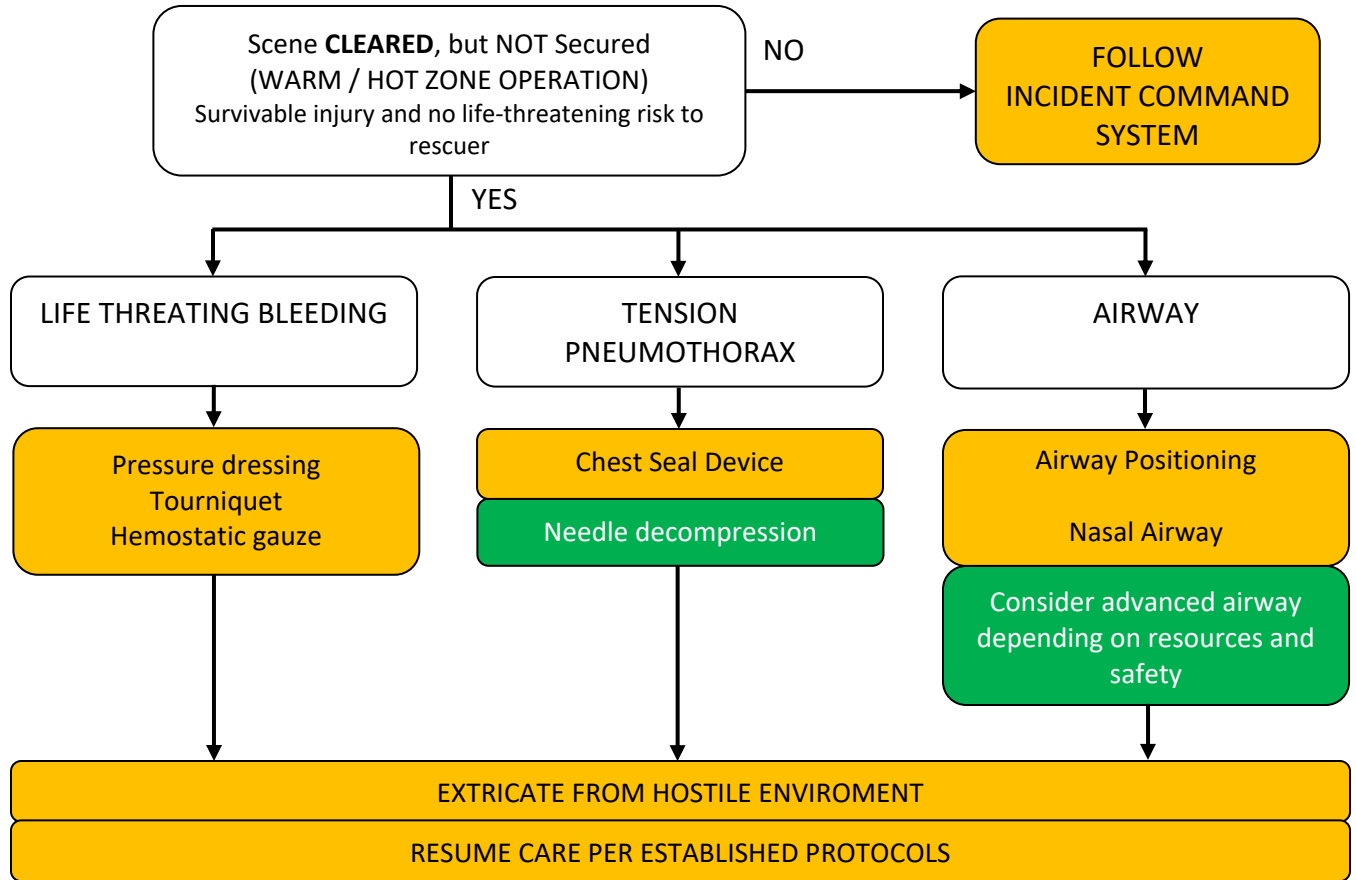 Scene CLEARED, but NOT Secured
(WARM / HOT ZONE OPERATION)
Survivable injury and no life-threatening risk to
rescuer
NO
FOLLOW
INCIDENT COMMAND
SYSTEM
YES
LIFE THREATING BLEEDING
TENSION
PNEUMOTHORAX
AIRWAY
Pressure dressing
Tourniquet
Hemostatic gauze
Chest Seal Device
Needle decompression
Airway Positioning
Nasal Airway
Consider advanced airway
depending on resources and
safety
EXTRICATE FROM HOSTILE ENVIROMENT
RESUME CARE PER ESTABLISHED PROTOCOLS